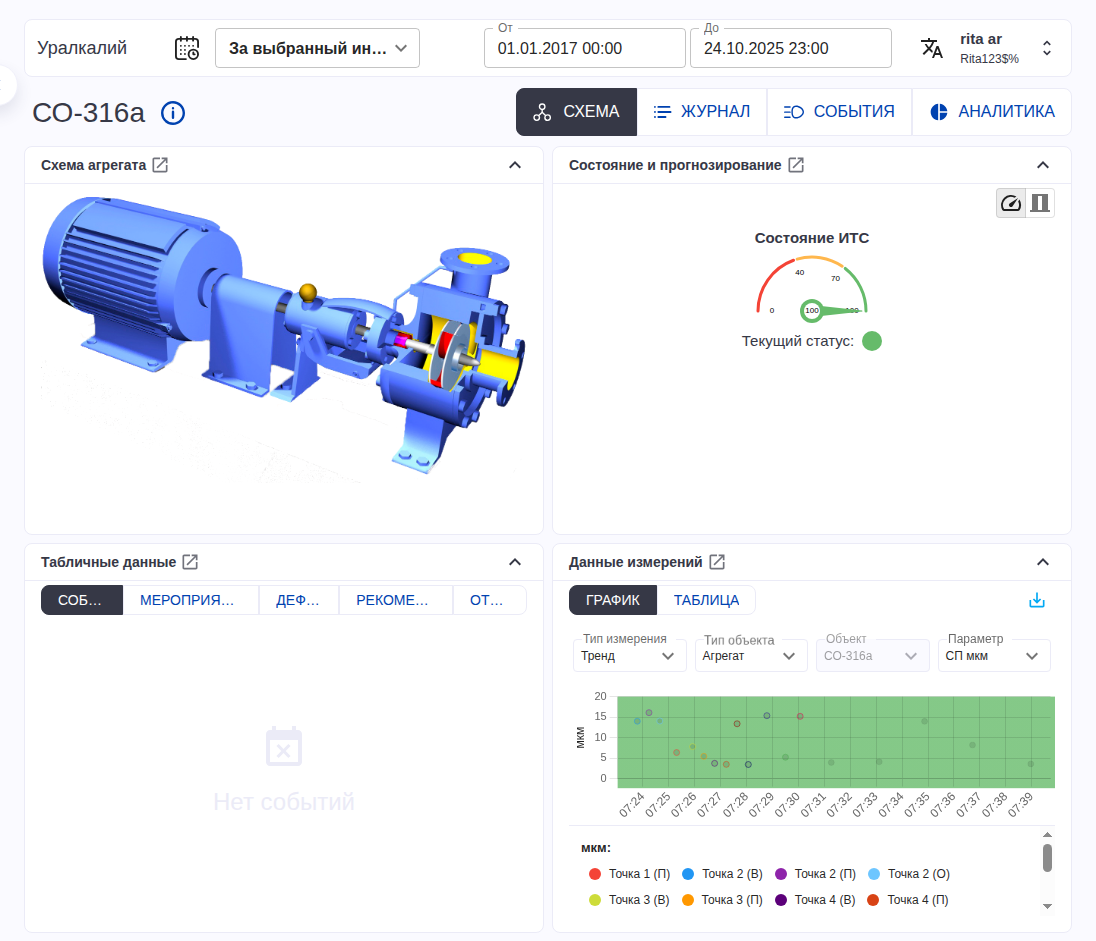 Уралкалий
За выбранный ин...
От
01.01.2017 00:00
До
24.10.2025 23:00
rita ar
Rita123$%
СО-316а
СХЕМА
ЖУРНАЛ
СОБЫТИЯ
АНАЛИТИКА
Схема агрегата
Состояние и прогнозирование
Состояние ИТС
40
70
0
100
100
Текущий статус:
Табличные данные
СОБ...
МЕРОПРИЯ...
ДЕФ...
РЕКОМЕ...
ОТ...
Нет событий
Данные измерений
ГРАФИК
ТАБЛИЦА
Тип измерения
Тренд
Тип объекта
Агрегат
Объект
СО-316а
Параметр
СП мкм
мкм
20
15
10
5
0
07:24
07:25
07:26
07:27
07:28
07:29
07:30
07:31
07:32
07:33
07:34
07:35
07:36
07:37
07:38
07:39
мкм:
Точка 1 (П)
Точка 2 (В)
Точка 2 (П)
Точка 2 (О)
Точка 3 (В)
Точка 3 (П)
Точка 4 (В)
Точка 4 (П)